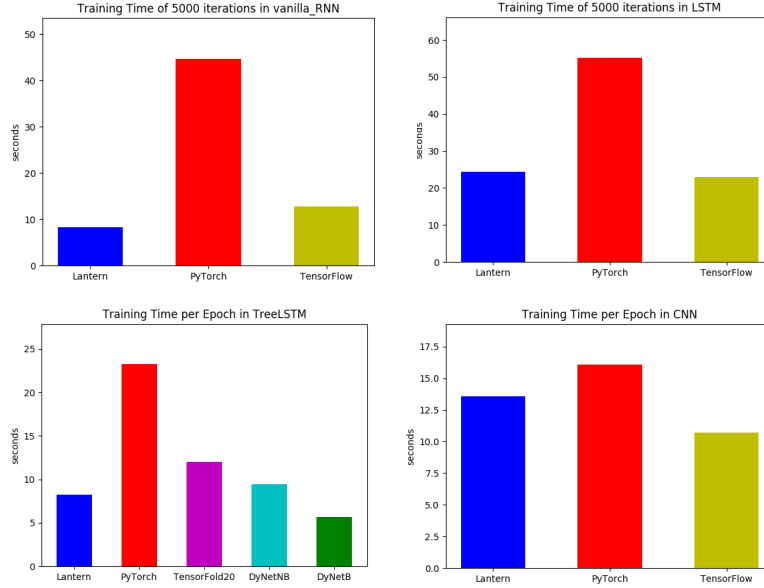 Training Time of 5000 iterations in vanilla_RNN
50
40
30
20
10
0
seconds
Lantern PyTorch TensorFlow
Training Time of 5000 iterations in LSTM
60
50
40
30
20
10
0
seconds
Lantern PyTorch TensorFlow
Training Time per Epoch in TreeLSTM
25
20
15
10
5
0
seconds
Lantern PyTorch TensorFold20 DyNetNB DyNetB
Training Time per Epoch in CNN
17.5
15.0
12.5
10.0
7.5
5.0
2.5
0.0
seconds
Lantern PyTorch TensorFlow